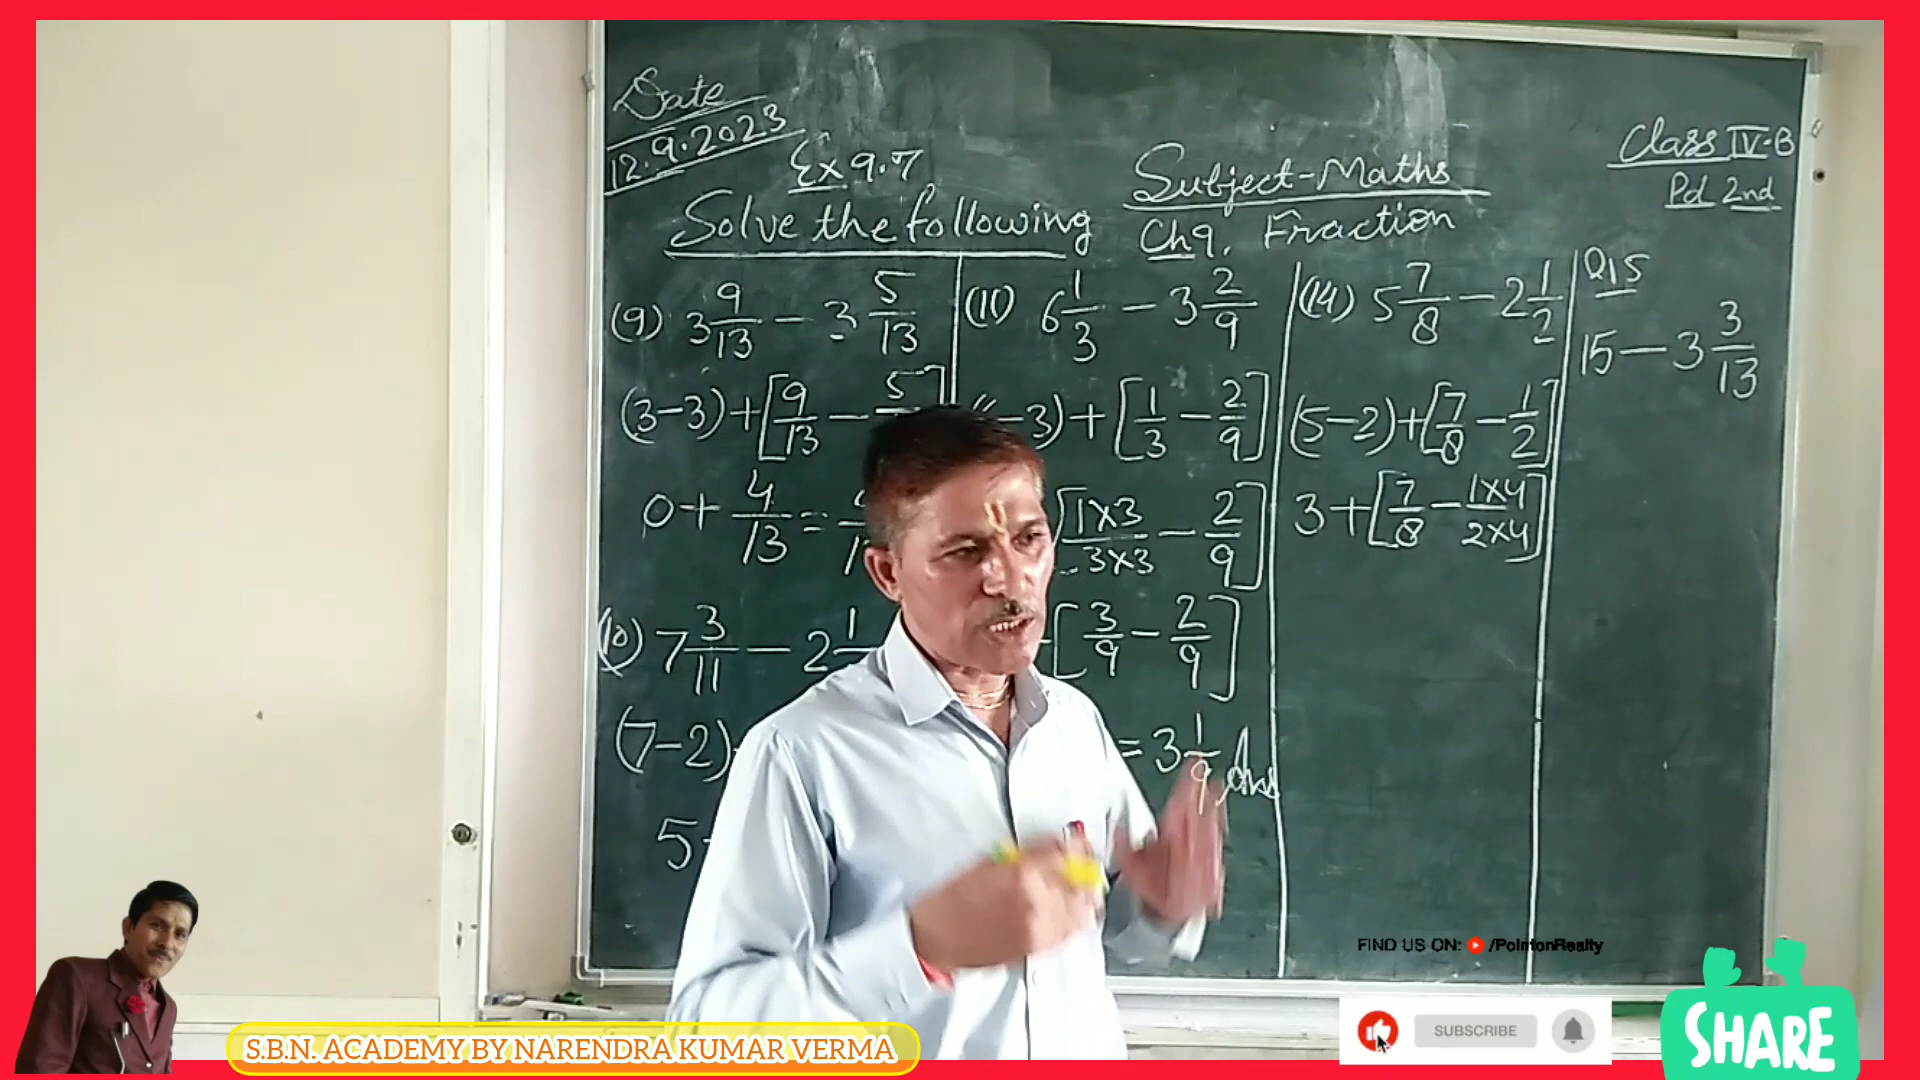 Date
12.9.2023
Ex 9.7
Subject-Maths
Class IV-B
Pd 2nd
Solve the following
Ch 9. Fraction
(9) 3 9/13 - 3 5/13
(3-3)+[9/13 - 5
0+ 4/13 =
(10) 7 3/11 - 2 1
(7-2)
5
(11) 6 1/3 - 3 2/9
-3)+[1/3 - 2/9]
[1×3/3×3 - 2/9]
[3/9 - 2/9]
= 3 1/9 Ans
(14) 5 7/8 - 2 1/2
(5-2)+[7/8 - 1/2]
3+[7/8 - 1×4/2×4]
Q15
15 - 3 3/13
FIND US ON: /PointonRealty
SUBSCRIBE
SHARE
S.B.N. ACADEMY BY NARENDRA KUMAR VERMA